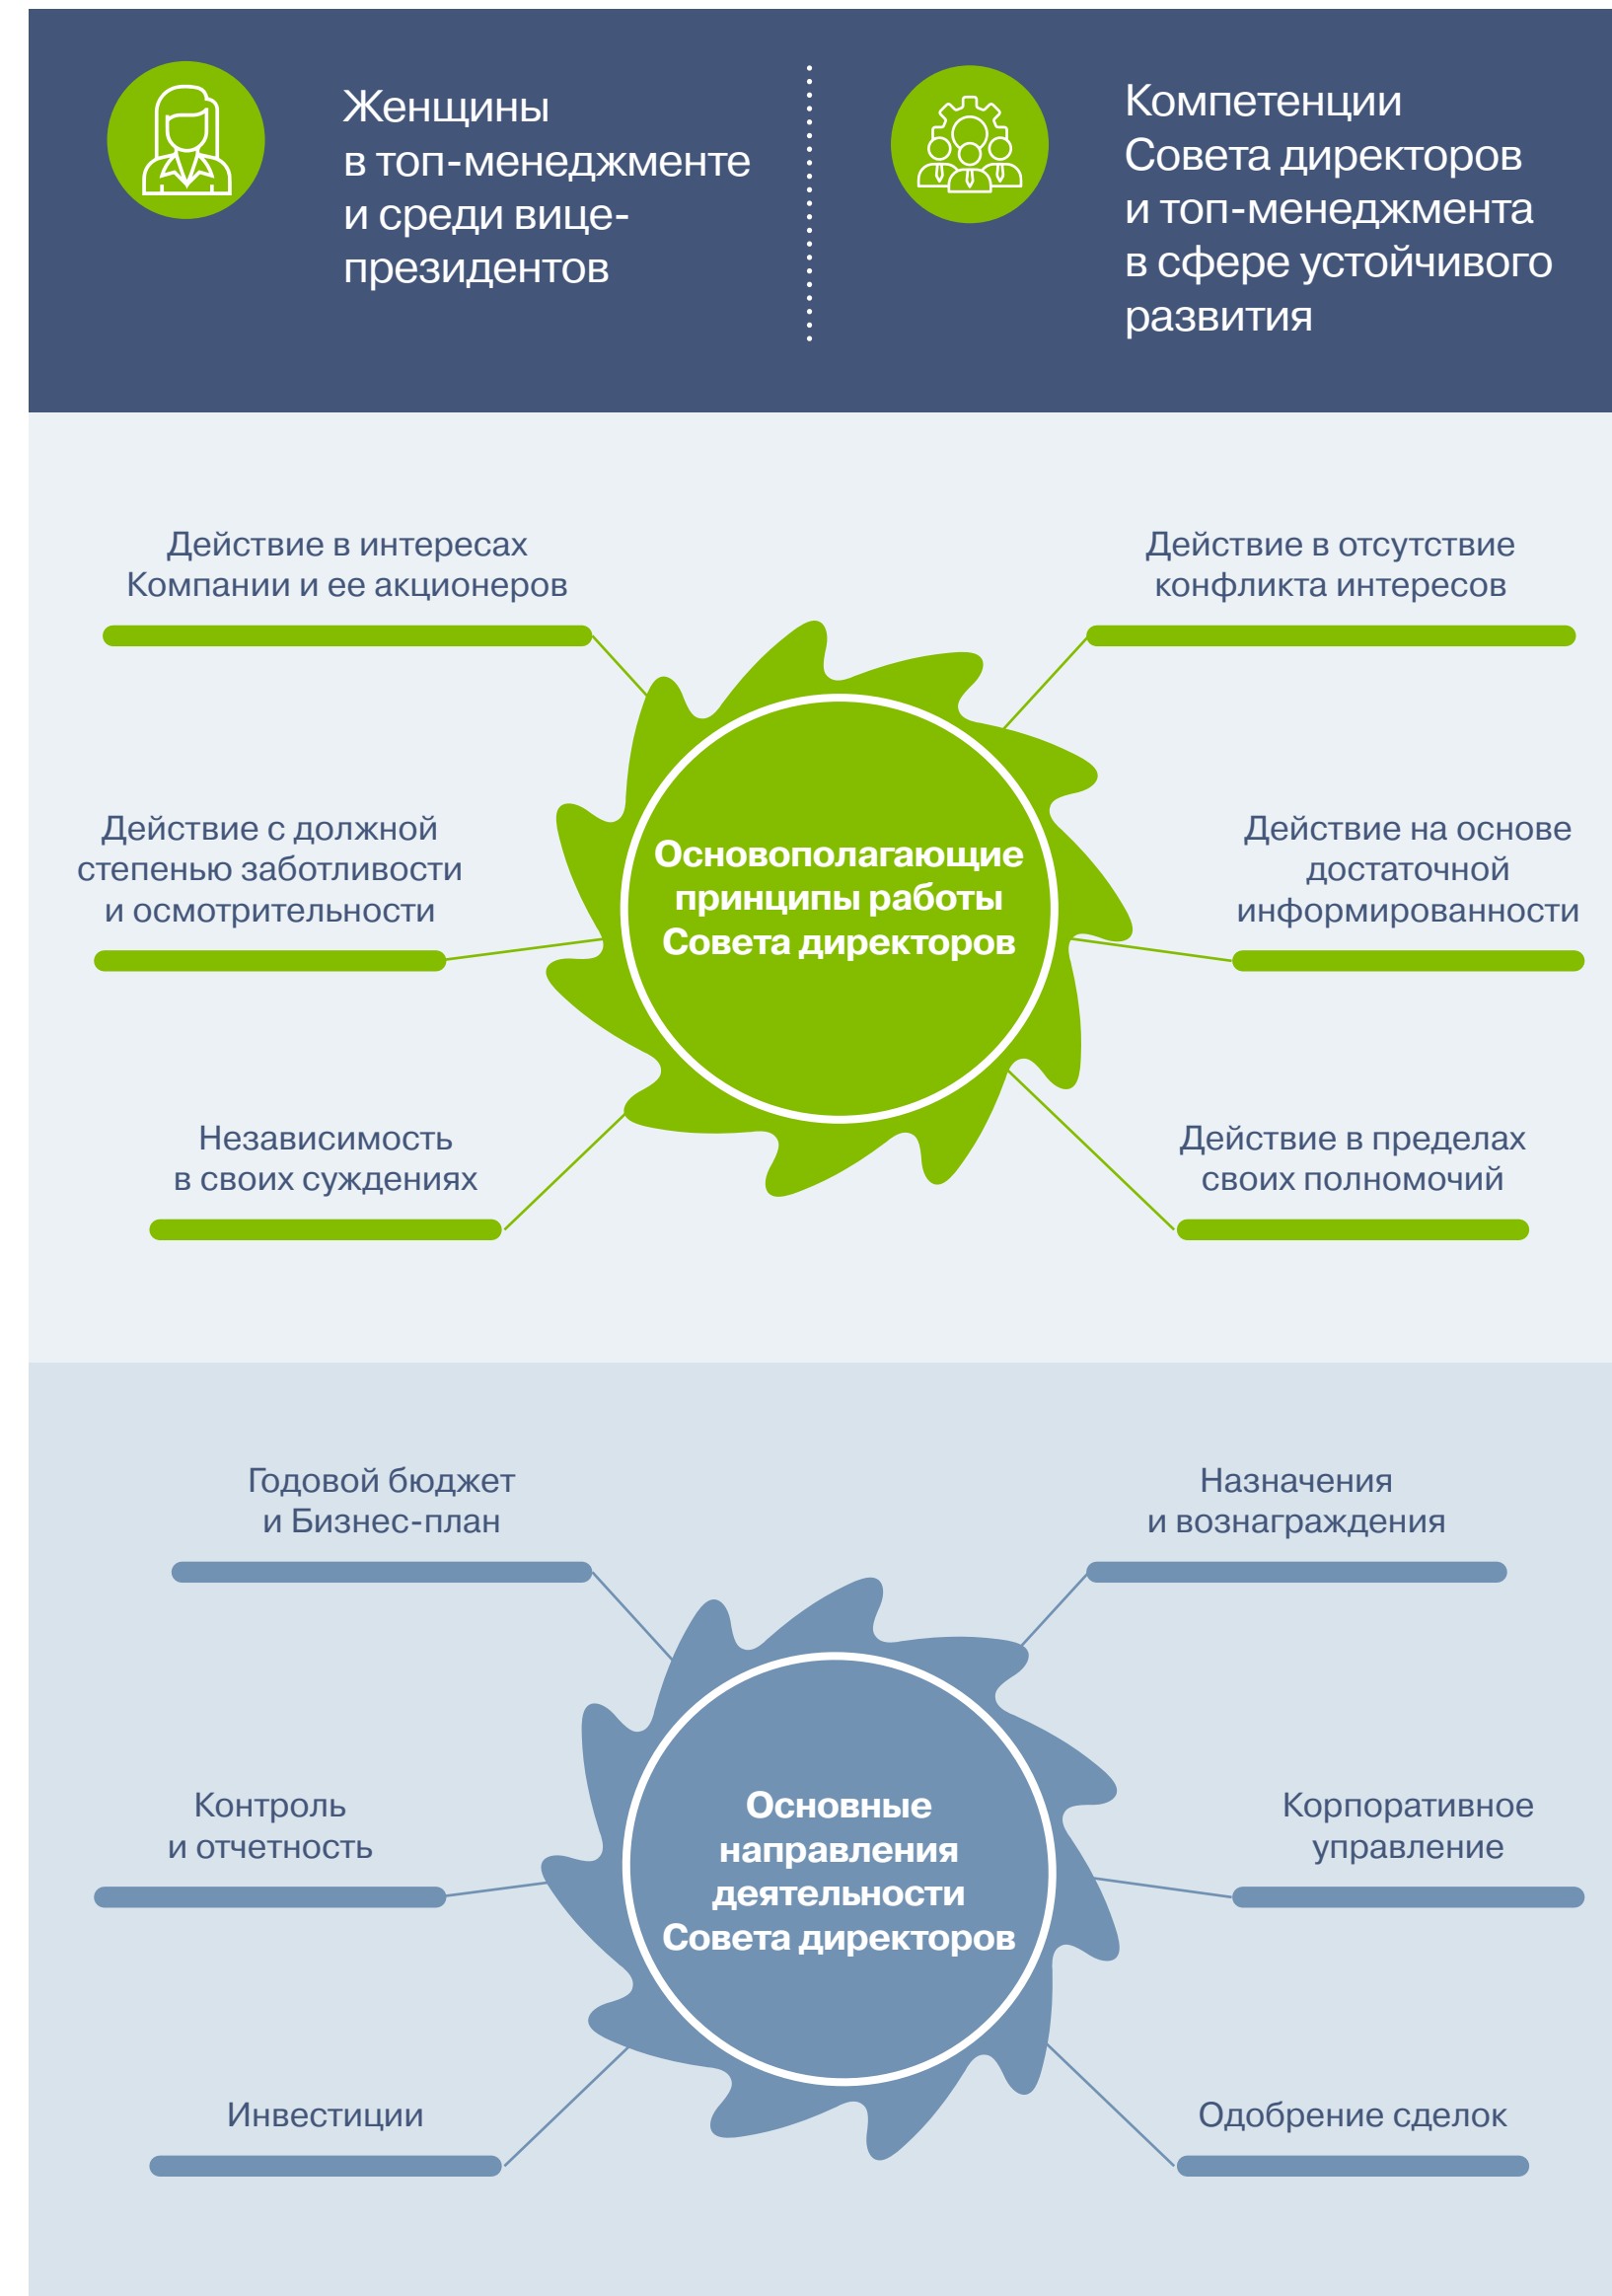 Женщины
в топ-менеджменте
и среди вице-
президентов
Компетенции
Совета директоров
и топ-менеджмента
в сфере устойчивого
развития
Действие в интересах
Компании и ее акционеров
Действие в отсутствие
конфликта интересов
Действие с должной
степенью заботливости
и осмотрительности
Основополагающие
принципы работы
Совета директоров
Действие на основе
достаточной
информированности
Независимость
в своих суждениях
Действие в пределах
своих полномочий
Годовой бюджет
и Бизнес-план
Назначения
и вознаграждения
Контроль
и отчетность
Основные
направления
деятельности
Совета директоров
Корпоративное
управление
Инвестиции
Одобрение сделок